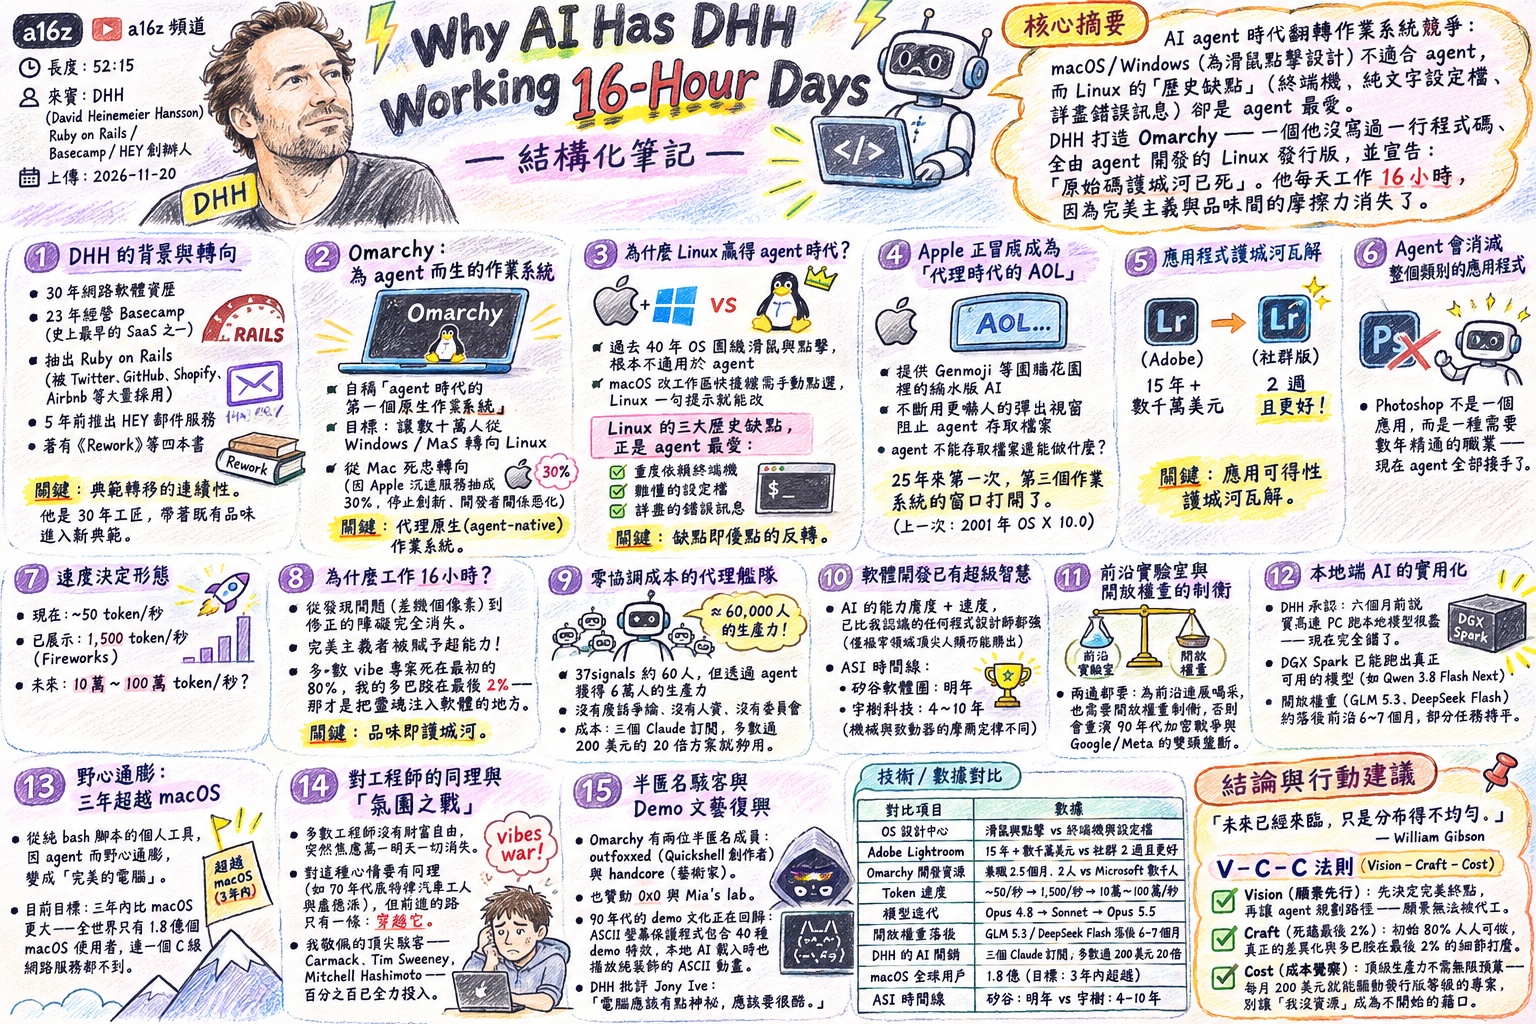 a16z
a16z 頻道
長度：52:15
來賓：DHH
(David Heinemeier Hansson)
Ruby on Rails /
Basecamp / HEY 創辦人
上傳：2026-11-20
DHH
Why AI Has DHH
Working 16-Hour Days
— 結構化筆記 —
</>
核心摘要
AI agent 時代翻轉作業系統競爭：
macOS/Windows (為滑鼠點擊設計) 不適合 agent，
而 Linux 的「歷史缺點」(終端機、純文字設定檔、
詳盡錯誤訊息) 卻是 agent 最愛。
DHH 打造 Omarchy —— 一個他沒寫過一行程式碼、
全由 agent 開發的 Linux 發行版，並宣告：
「原始碼護城河已死」。他每天工作 16 小時，
因為完美主義與品味間的摩擦力消失了。
1 DHH 的背景與轉向
• 30 年網路軟體資歷
• 23 年經營 Basecamp
(史上最早的 SaaS 之一)
RAILS
• 抽出 Ruby on Rails
(被 Twitter、GitHub、Shopify、
Airbnb 等大量採用)
• 5 年前推出 HEY 郵件服務
• 著有《Rework》等四本書
Rework
關鍵：典範轉移的連續性。
他是 30 年工匠，帶著既有品味
進入新典範。
2 Omarchy：
為 agent 而生的作業系統
Omarchy
自稱「agent 時代的
第一個原生作業系統」
目標：讓數十萬人從
Windows / MaS 轉向 Linux
從 Mac 死忠轉向
(因 Apple 沉迷服務抽成
30%，停止創新、開發者關係惡化)
30%
關鍵：代理原生(agent-native)
作業系統。
3 為什麼 Linux 贏得 agent 時代？
+
VS
過去 40 年 OS 圍繞滑鼠與點擊，
根本不適用於 agent
macOS 改工作區快捷鍵需手動點選，
Linux 一句提示就能改
Linux 的三大歷史缺點，
正是 agent 最愛：
重度依賴終端機
難懂的設定檔
詳盡的錯誤訊息
$_
關鍵：缺點即優點的反轉。
4 Apple 正冒成為
「代理時代的 AOL」
AOL...
• 提供 Genmoji 等圍牆花園
裡的縮水版 AI
• 不斷用更嚇人的彈出視窗
阻止 agent 存取檔案
• agent 不能存取檔案還能做什麼？
25 年來第一次，第三個作業
系統的窗口打開了。
(上一次：2001 年 OS X 10.0)
5 應用程式護城河瓦解
Lr
Lr
(Adobe)
(社群版)
15 年 +
數千萬美元
2 週
且更好！
關鍵：應用可得性
護城河瓦解。
6 Agent 會消滅
整個類別的應用程式
Ps
• Photoshop 不是一個
應用，而是一種需要
數年精通的職業 ——
現在 agent 全部接手了。
7 速度決定形態
• 現在：~50 token/秒
• 已展示：1,500 token/秒
(Fireworks)
• 未來：10 萬 ~ 100 萬 token/秒？
8 為什麼工作 16 小時？
• 從發現問題 (差幾個像素) 到
修正的障礙完全消失。
• 完美主義者被賦予超能力！
• 多數 vibe 專案死在最初的
80%，我的多巴胺在最後 2% ——
那才是把靈魂注入軟體的地方。
關鍵：品味即護城河。
9 零協調成本的代理艦隊
≈ 60,000 人
的生產力！
• 37signals 約 60 人，但透過 agent
獲得 6 萬人的生產力
• 沒有廢話爭論、沒有人資、沒有委員會
• 成本：三個 Claude 訂閱，多數過
200 美元的 20 倍方案就夠用。
10 軟體開發已有超級智慧
• AI 的能力廣度 + 速度，
已比我認識的任何程式設計師都強
(僅極窄領域頂尖人類仍能勝出)
• ASI 時間線：
• 矽谷軟體圈：明年
• 宇樹科技：4~10 年
(機械與致動器的摩爾定律不同)
11 前沿實驗室與
開放權重的制衡
前沿
實驗室
開放
權重
• 兩邊都要：為前沿進展喝采，
也需要開放權重制衡，否則
會重演 90 年代加密戰爭與
Google/Meta 的雙頭壟斷。
12 本地端 AI 的實用化
• DHH 承認：六個月前說
買高速 PC 跑本地模型很蠢
—— 現在完全錯了。
DGX
Spark
• DGX Spark 已能跑出真正
可用的模型 (如 Qwen 3.8 Flash Next)
• 開放權重 (GLM 5.3、DeepSeek Flash)
約落後前沿 6~7 個月，部分任務持平。
13 野心通膨：
三年超越 macOS
• 從純 bash 腳本的個人工具，
因 agent 而野心通膨，
變成「完美的電腦」。
• 目前目標：三年內比 macOS
更大——全世界只有 1.8 億個
macOS 使用者，連一個 C 級
網路服務都不到。
超越
macOS
(3年內)
14 對工程師的同理與
「氛圍之戰」
• 多數工程師沒有財富自由，
突然焦慮萬一明天一切消失。
• 對這種心情要有同理
(如 70 年代底特律汽車工人
與盧德派)，但前進的路
只有一條：穿越它。
• 我敬佩的頂尖駭客——
Carmack、Tim Sweeney、
Mitchell Hashimoto ——
百分之百已全力投入。
vibes
war!
15 半匿名駭客與
Demo 文藝復興
• Omarchy 有兩位半匿名成員：
outfoxxed (Quickshell 創作者)
與 handcore (藝術家)。
• 也贊助 0x0 與 Mia's lab。
• 90 年代的 demo 文化正在回歸：
ASCII 螢幕保護程式包含 40 種
demo 特效，本地 AI 載入時也
播放純裝飾的 ASCII 動畫。
• DHH 批評 Jony Ive：
「電腦應該有點神祕，應該要很酷。」
技術 / 數據對比
對比項目 數據
OS 設計中心 滑鼠與點擊 vs 終端機與設定檔
Adobe Lightroom 15 年 + 數千萬美元 vs 社群 2 週且更好
Omarchy 開發資源 兼職 2.5 個月、2人 vs Microsoft 數千人
Token 速度 ~50/秒 → 1,500/秒 → 10萬~100萬/秒
模型迭代 Opus 4.8 → Sonnet → Opus 5.5
開放權重落後 GLM 5.3 / DeepSeek Flash 落後 6-7個月
DHH 的 AI 開銷 三個 Claude 訂閱，多數過 200 美元 20倍
macOS 全球用戶 1.8 億 (目標：3年內超越)
ASI 時間線 矽谷：明年 vs 宇樹：4-10 年
結論與行動建議
「未來已經來臨，只是分布得不均勻。」
— William Gibson
V-C-C 法則 (Vision-Craft-Cost)
Vision (願景先行)：先決定完美終點，
再讓 agent 規劃路徑 —— 願景無法被代工。
Craft (死磕最後 2%)：初始 80% 人人可做，
真正的差異化與多巴胺在最後 2% 的細節打磨。
Cost (成本覺察)：頂級生產力不需無限預算——
每月 200 美元就能驅動發行版等級的專案，
別讓「我沒資源」成為不開始的藉口。